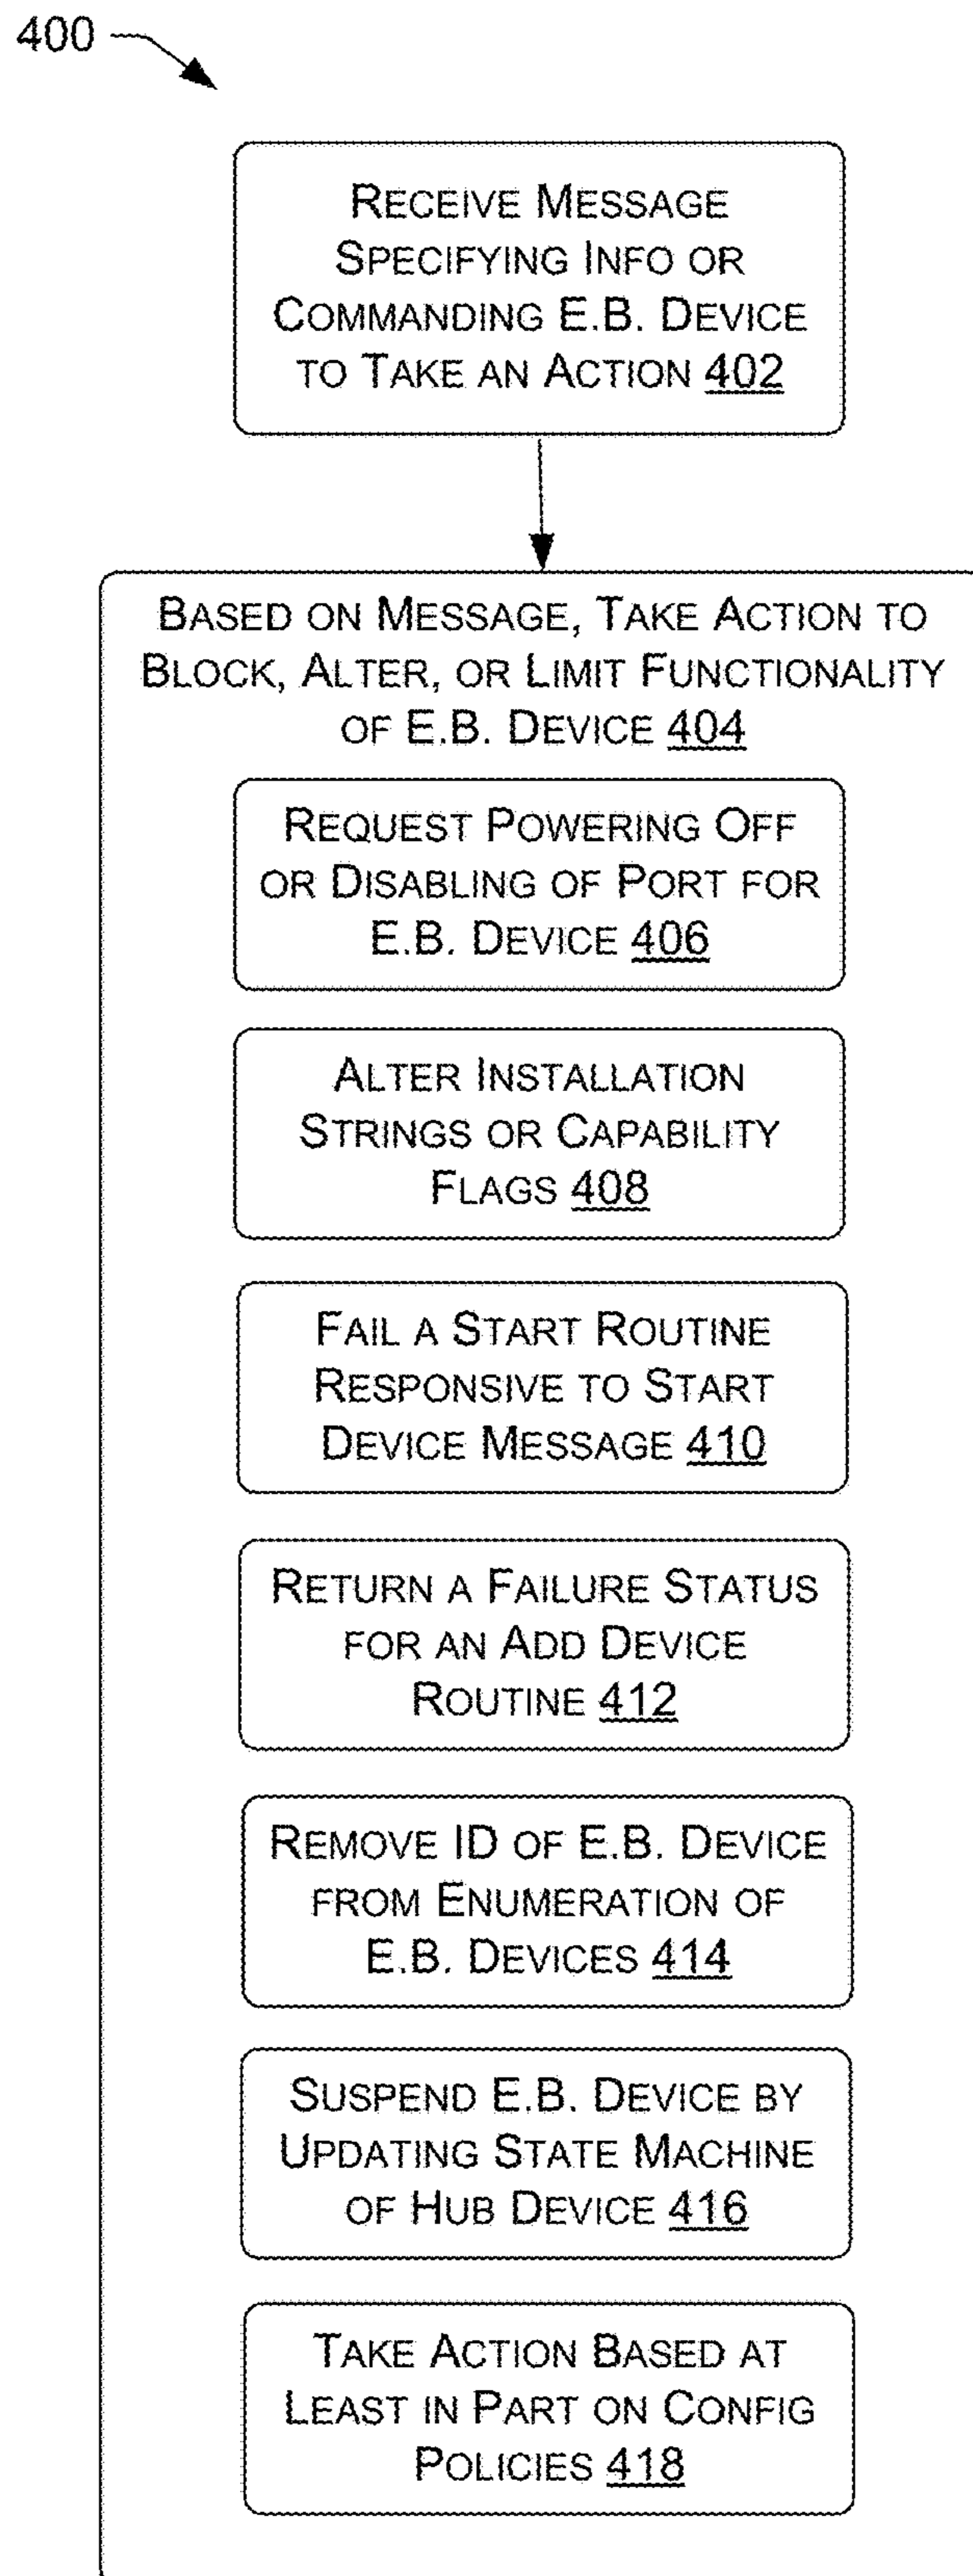 400
RECEIVE MESSAGE
SPECIFYING INFO OR
COMMANDING E.B. DEVICE
TO TAKE AN ACTION 402
BASED ON MESSAGE, TAKE ACTION TO
BLOCK, ALTER, OR LIMIT FUNCTIONALITY
OF E.B. DEVICE 404
REQUEST POWERING OFF
OR DISABLING OF PORT FOR
E.B. DEVICE 406
ALTER INSTALLATION
STRINGS OR CAPABILITY
FLAGS 408
FAIL A START ROUTINE
RESPONSIVE TO START
DEVICE MESSAGE 410
RETURN A FAILURE STATUS
FOR AN ADD DEVICE
ROUTINE 412
REMOVE ID OF E.B. DEVICE
FROM ENUMERATION OF
E.B. DEVICES 414
SUSPEND E.B. DEVICE BY
UPDATING STATE MACHINE
OF HUB DEVICE 416
TAKE ACTION BASED AT
LEAST IN PART ON CONFIG
POLICIES 418